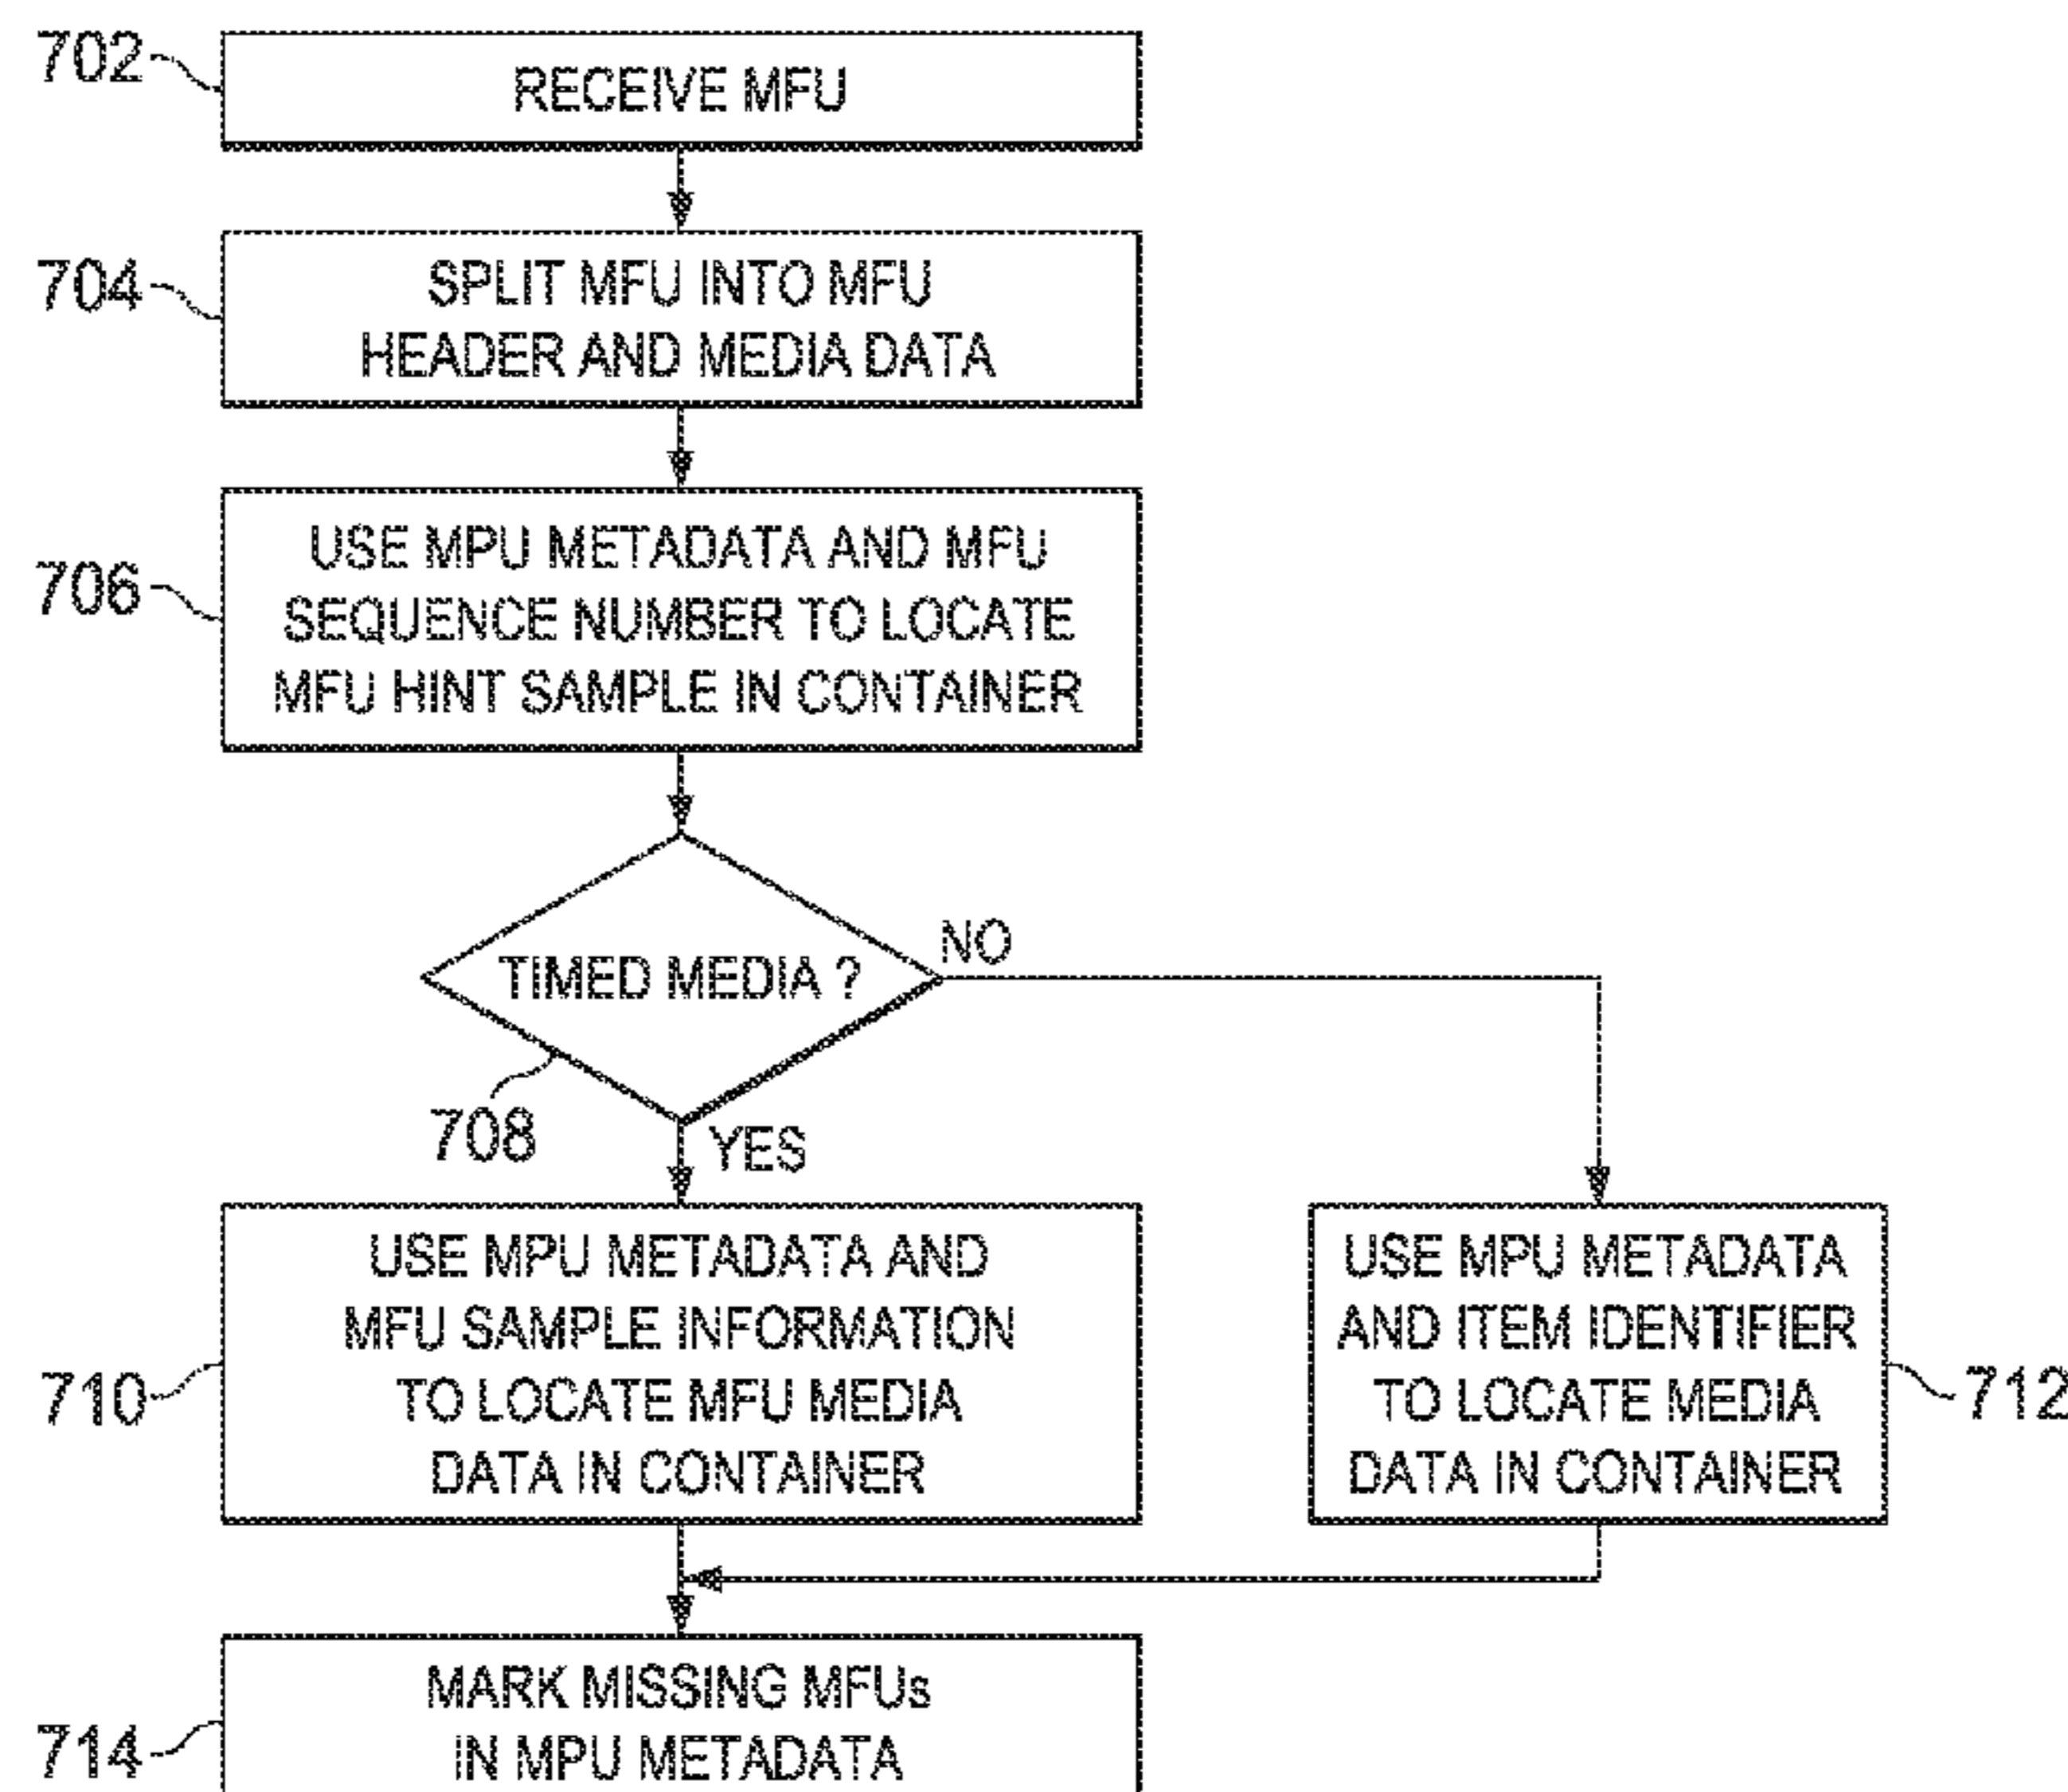 702
RECEIVE MFU
704
SPLIT MFU INTO MFU
HEADER AND MEDIA DATA
706
USE MPU METADATA AND MFU
SEQUENCE NUMBER TO LOCATE
MFU HINT SAMPLE IN CONTAINER
TIMED MEDIA ?
NO
708
YES
710
USE MPU METADATA AND
MFU SAMPLE INFORMATION
TO LOCATE MFU MEDIA
DATA IN CONTAINER
USE MPU METADATA
AND ITEM IDENTIFIER
TO LOCATE MEDIA
DATA IN CONTAINER
712
714
MARK MISSING MFUs
IN MPU METADATA